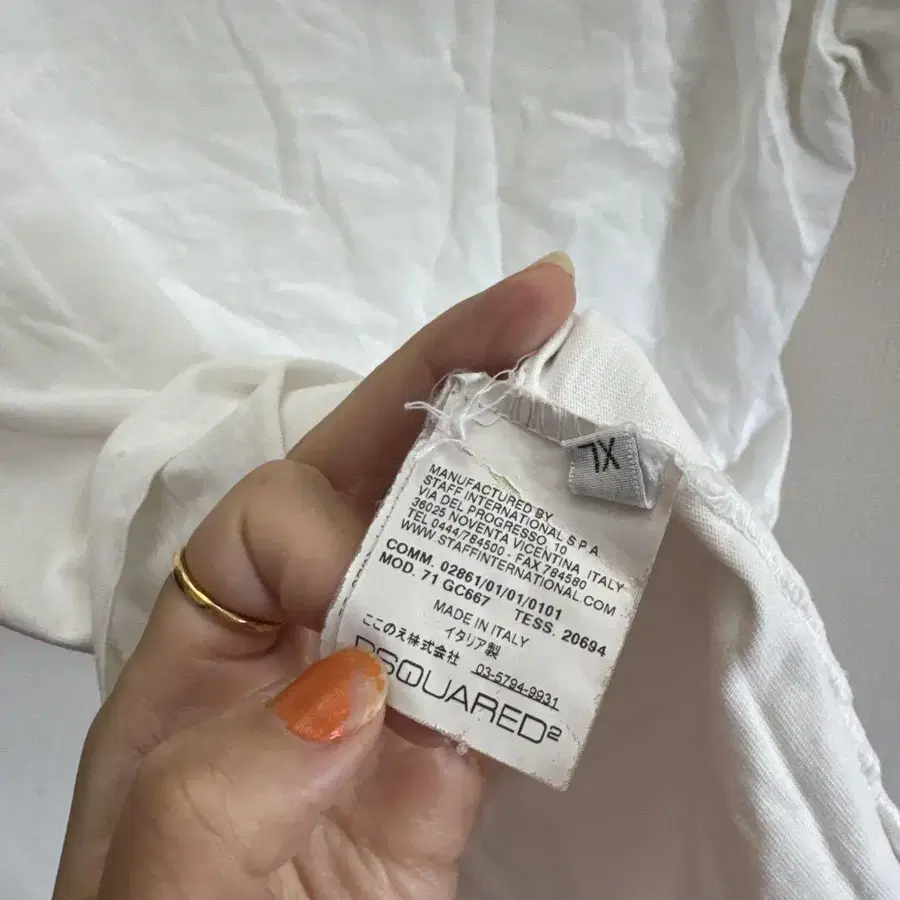 XL
MANUFACTURED BY
STAFF INTERNATIONAL S.P.A
VIA DEL PROGRESSO, 10
36025 NOVENTA VICENTINA ITALY
TEL 0444/784500 - FAX 784580
WWW.STAFFINTERNATIONAL.COM
COMM. 02861/01/01/0101
MOD. 71 GC667 TESS. 20694
MADE IN ITALY
イタリア製
ここのえ株式会社 03-5794-9931
DSQUARED2